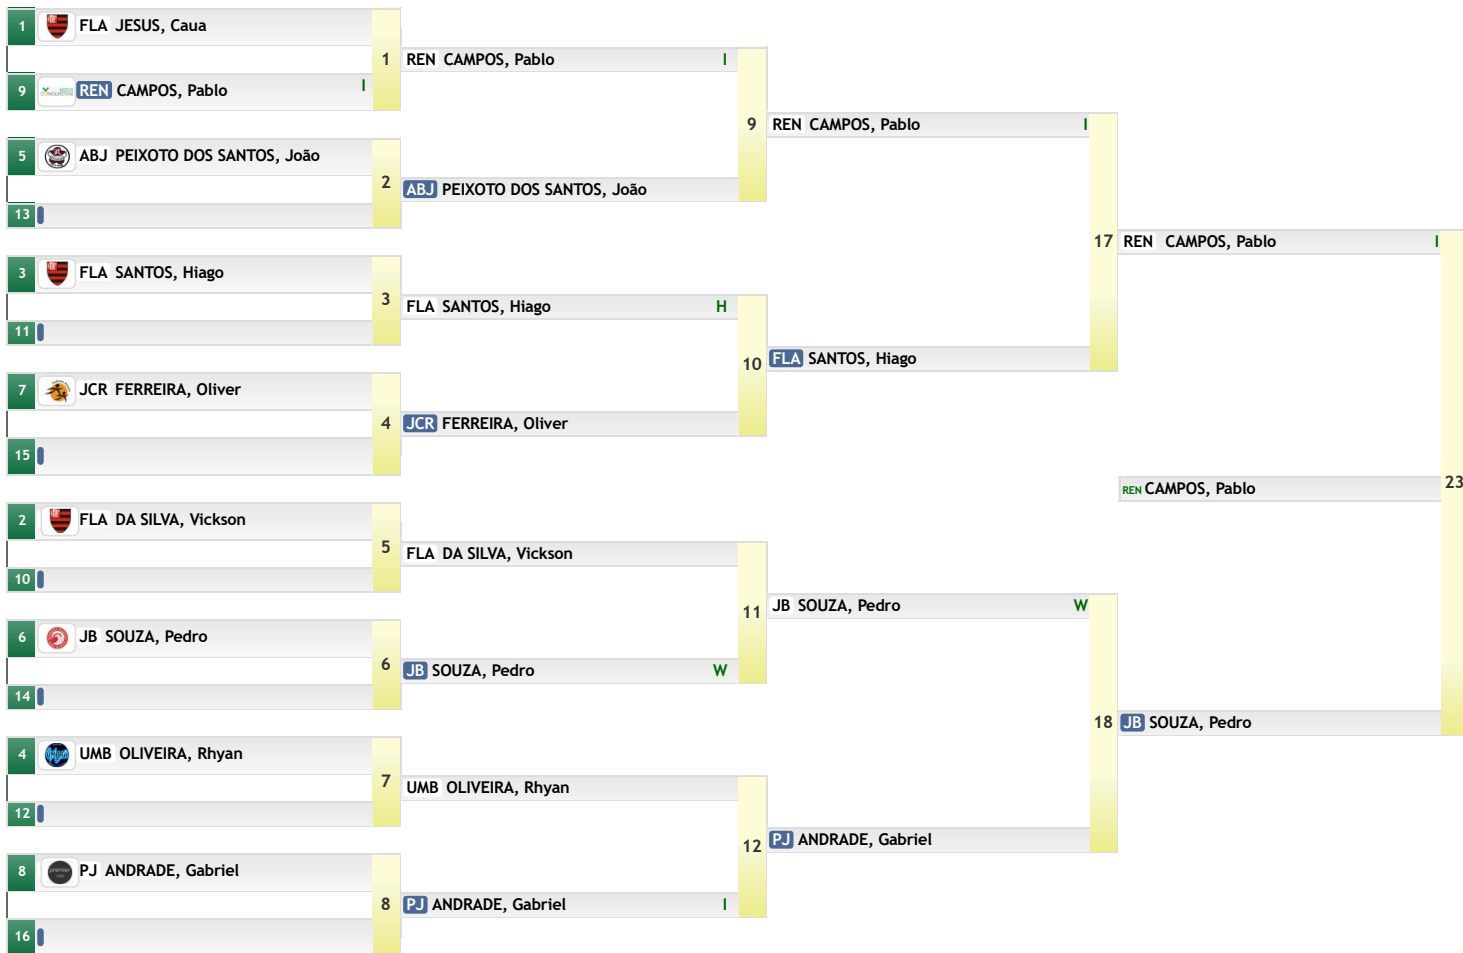 1 FLA JESUS, Caua
9 REN CAMPOS, Pablo I
1
5 ABJ PEIXOTO DOS SANTOS, João
13
2
3 FLA SANTOS, Hiago
11
3
7 JCR FERREIRA, Oliver
15
4
2 FLA DA SILVA, Vickson
10
5
6 JB SOUZA, Pedro
14
6
4 UMB OLIVEIRA, Rhyan
12
7
8 PJ ANDRADE, Gabriel
16
8
REN CAMPOS, Pablo I
ABJ PEIXOTO DOS SANTOS, João
9
FLA SANTOS, Hiago H
JCR FERREIRA, Oliver
10
FLA DA SILVA, Vickson
JB SOUZA, Pedro W
11
UMB OLIVEIRA, Rhyan
PJ ANDRADE, Gabriel I
12
REN CAMPOS, Pablo I
FLA SANTOS, Hiago
17
JB SOUZA, Pedro W
PJ ANDRADE, Gabriel
18
REN CAMPOS, Pablo I
REN CAMPOS, Pablo
23
JB SOUZA, Pedro